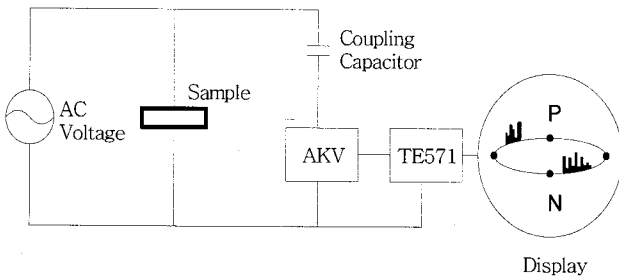 Coupling
Capacitor
Sample
AC
Voltage
AKV
TE571
P
N
Display